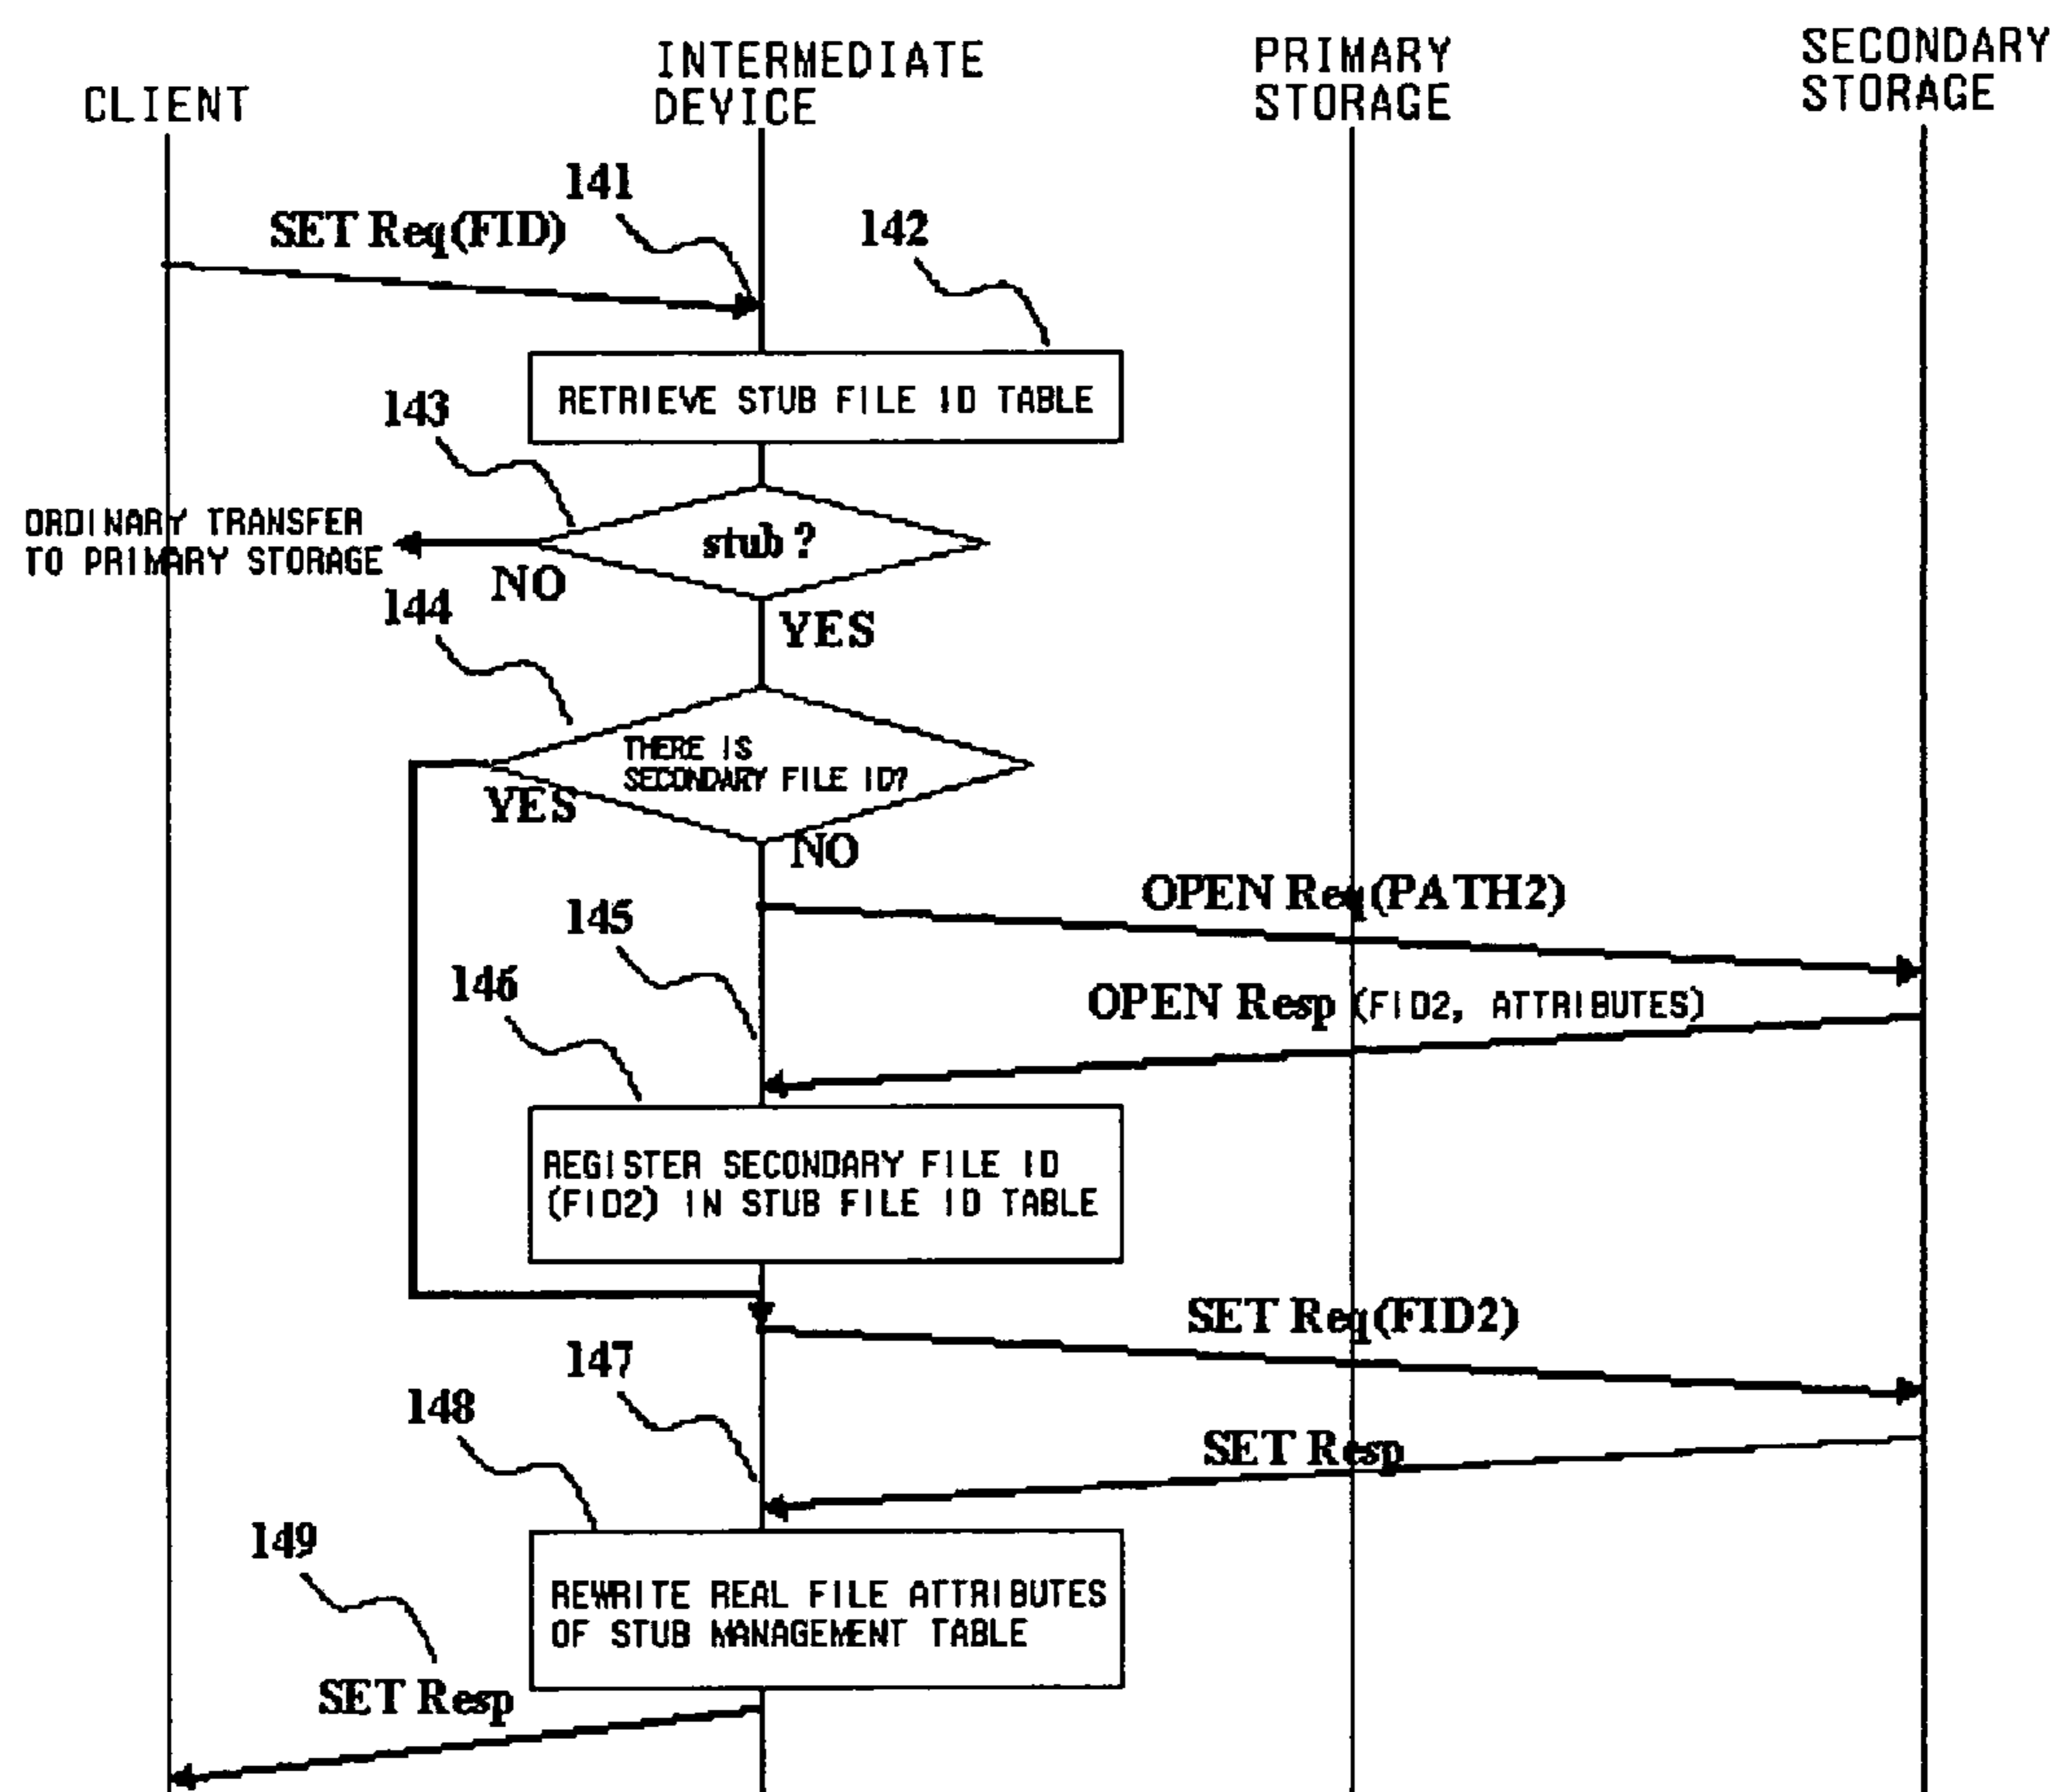 CLIENT
INTERMEDIATE
DEVICE
PRIMARY
STORAGE
SECONDARY
STORAGE
141
SET Req(FID)
142
RETRIEVE STUB FILE ID TABLE
143
ORDINARY TRANSFER
TO PRIMARY STORAGE
stub ?
NO
YES
144
THERE IS
SECONDARY FILE ID?
YES
NO
OPEN Req(PATH2)
145
OPEN Resp (FID2, ATTRIBUTES)
146
REGISTER SECONDARY FILE ID
(FID2) IN STUB FILE ID TABLE
SET Req(FID2)
147
148
SET Resp
149
REWRITE REAL FILE ATTRIBUTES
OF STUB MANAGEMENT TABLE
SET Resp